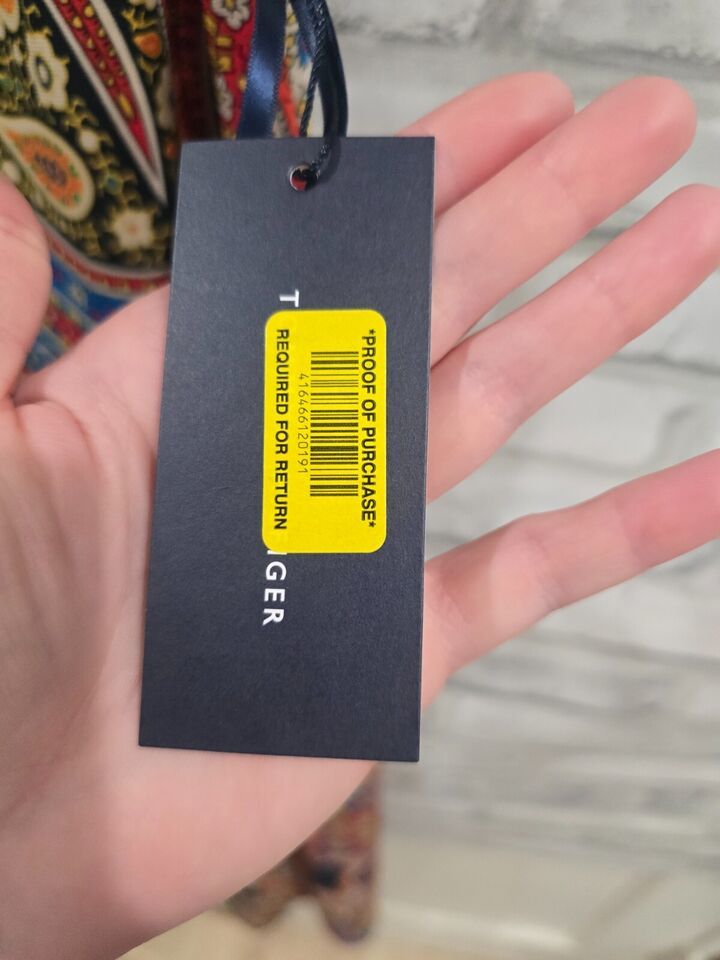 T
IGER
*PROOF OF PURCHASE*
416466120191
REQUIRED FOR RETURN